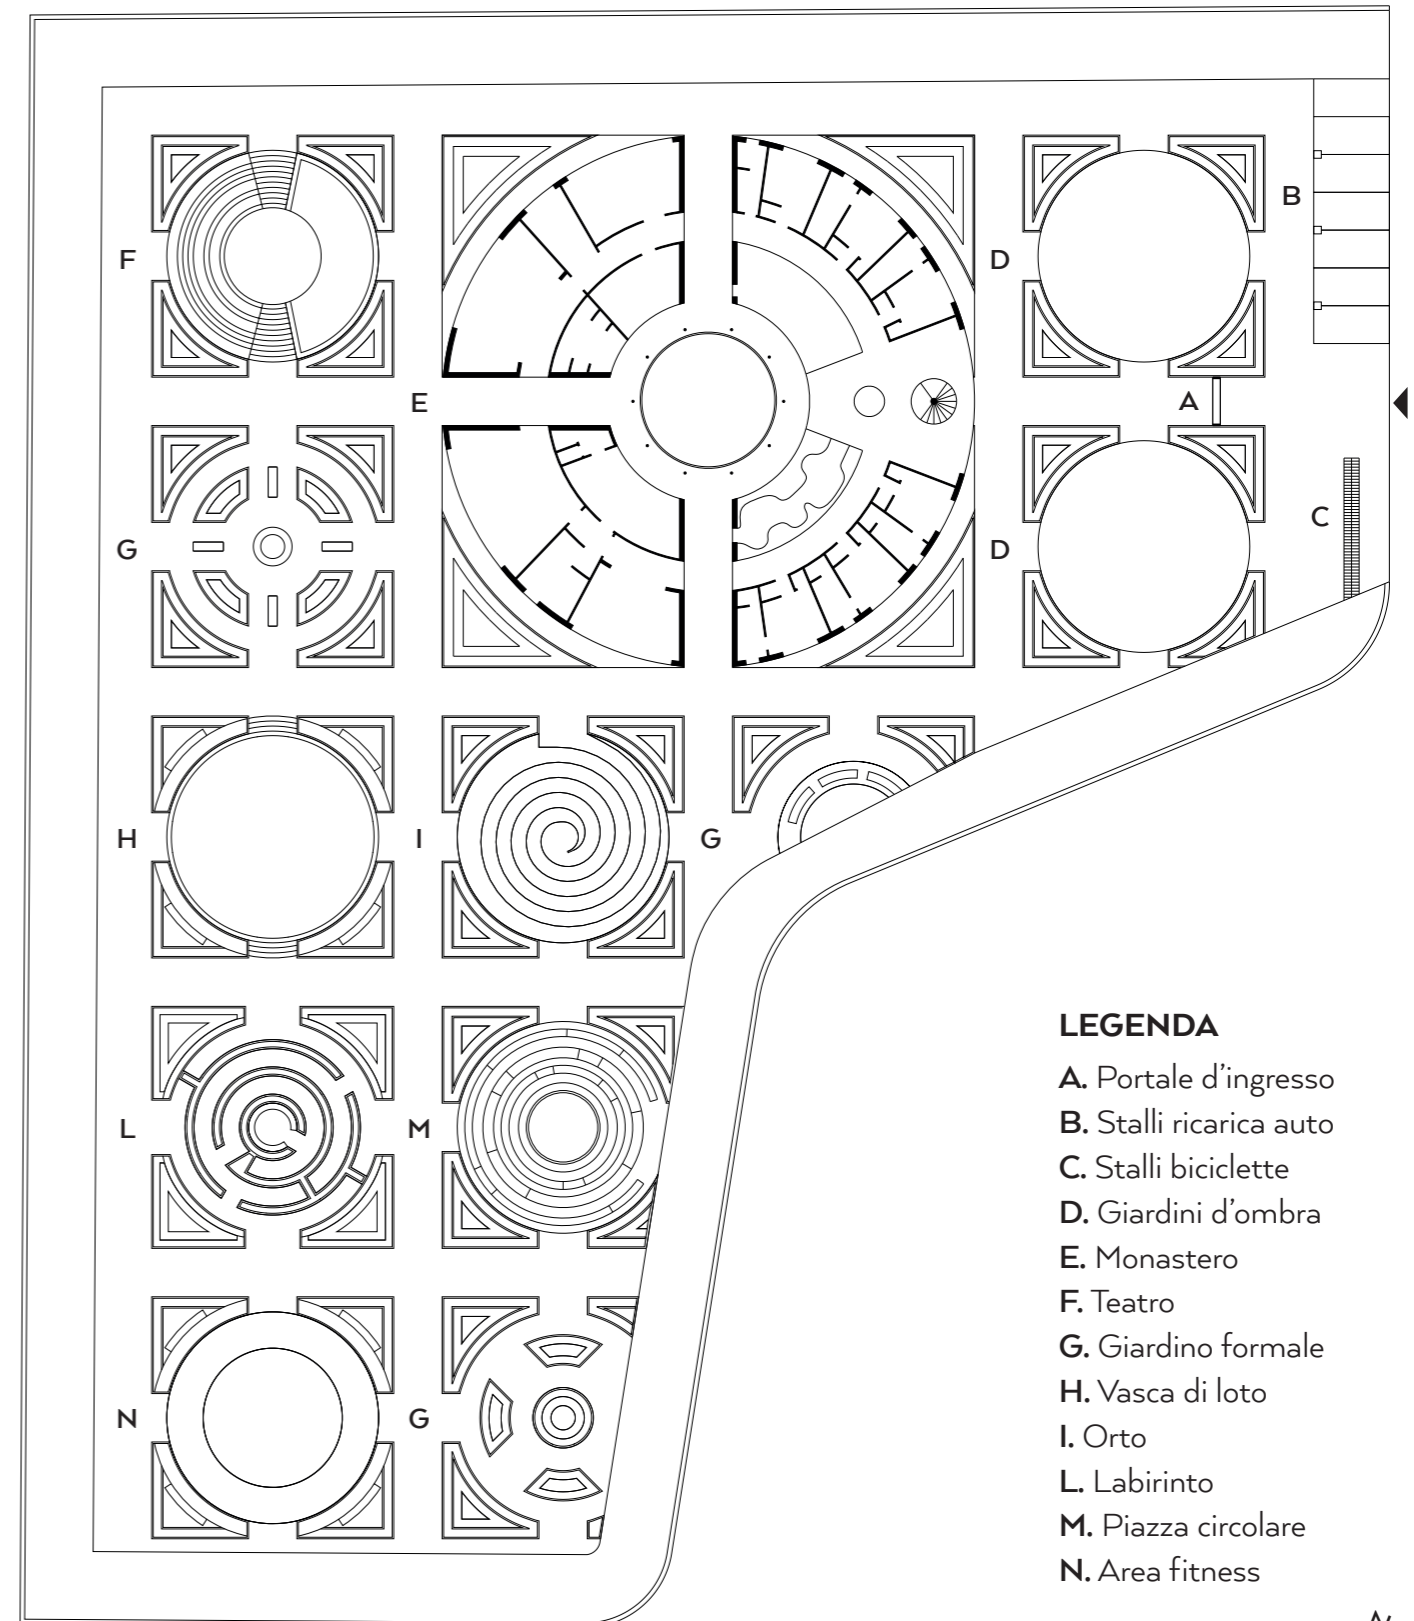 B
F
D
E
A
C
G
D
H
I
G
L
M
N
G
LEGENDA
A. Portale d'ingresso
B. Stalli ricarica auto
C. Stalli biciclette
D. Giardini d'ombra
E. Monastero
F. Teatro
G. Giardino formale
H. Vasca di loto
I. Orto
L. Labirinto
M. Piazza circolare
N. Area fitness